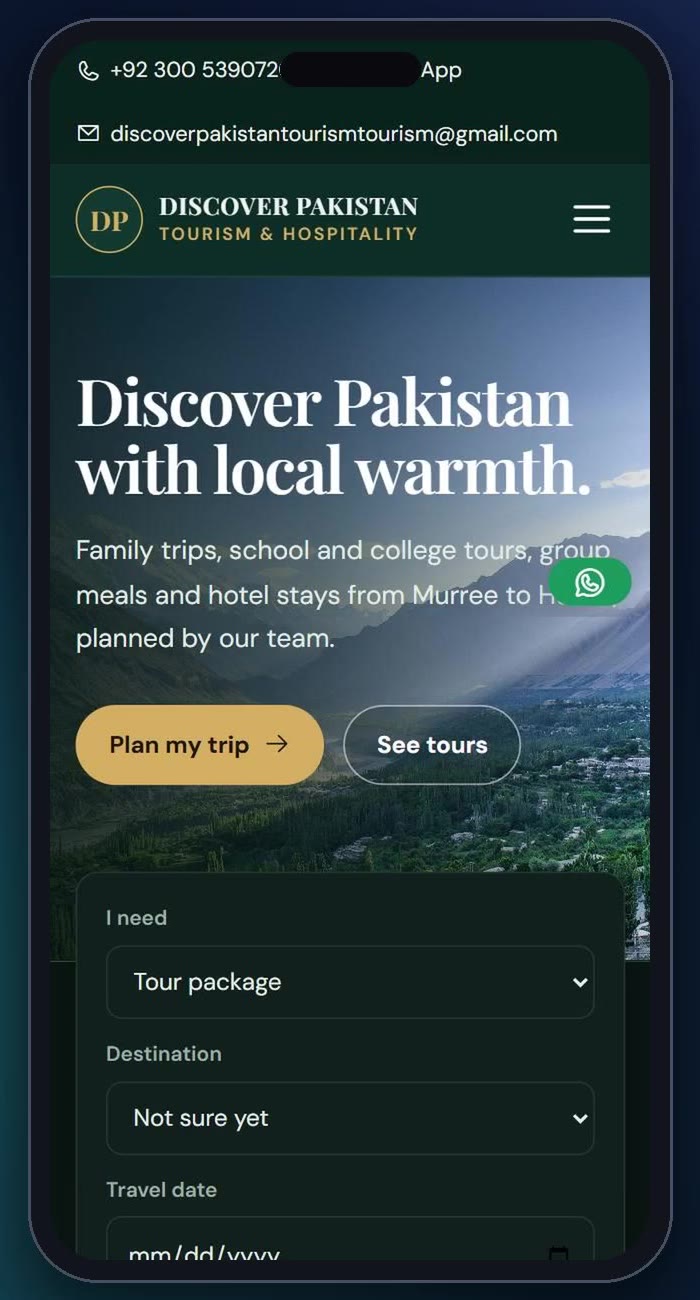 +92 300 539072 App
discoverpakistantourismtourism@gmail.com
DP
DISCOVER PAKISTAN
TOURISM & HOSPITALITY
Discover Pakistan
with local warmth.
Family trips, school and college tours, group
meals and hotel stays from Murree to
planned by our team.
Plan my trip →
See tours
I need
Tour package
Destination
Not sure yet
Travel date
mm/dd/yyyy